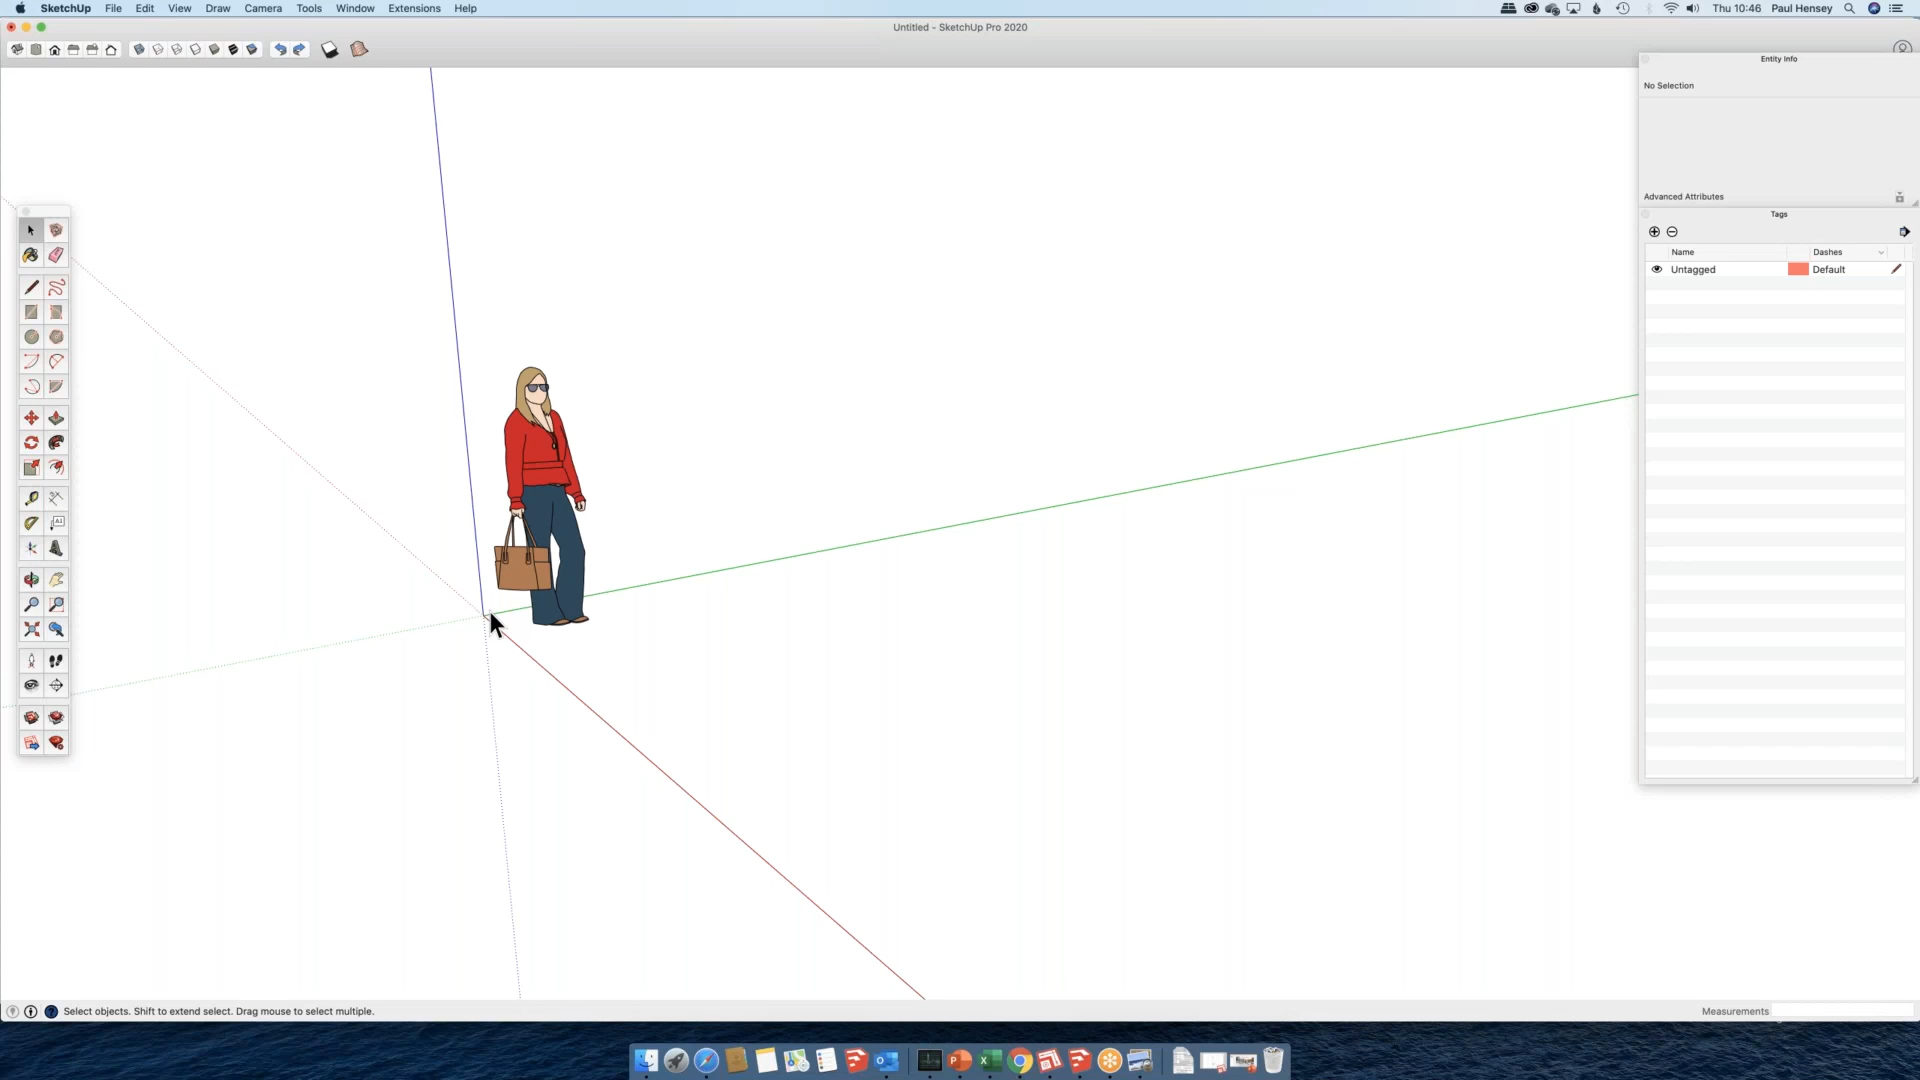 SketchUp File Edit View Draw Camera Tools Window Extensions Help Thu 10:46 Paul Hensey
Untitled - SketchUp Pro 2020
Entity Info
No Selection
Advanced Attributes
Tags
Name Dashes
Untagged Default
Select objects. Shift to extend select. Drag mouse to select multiple. Measurements